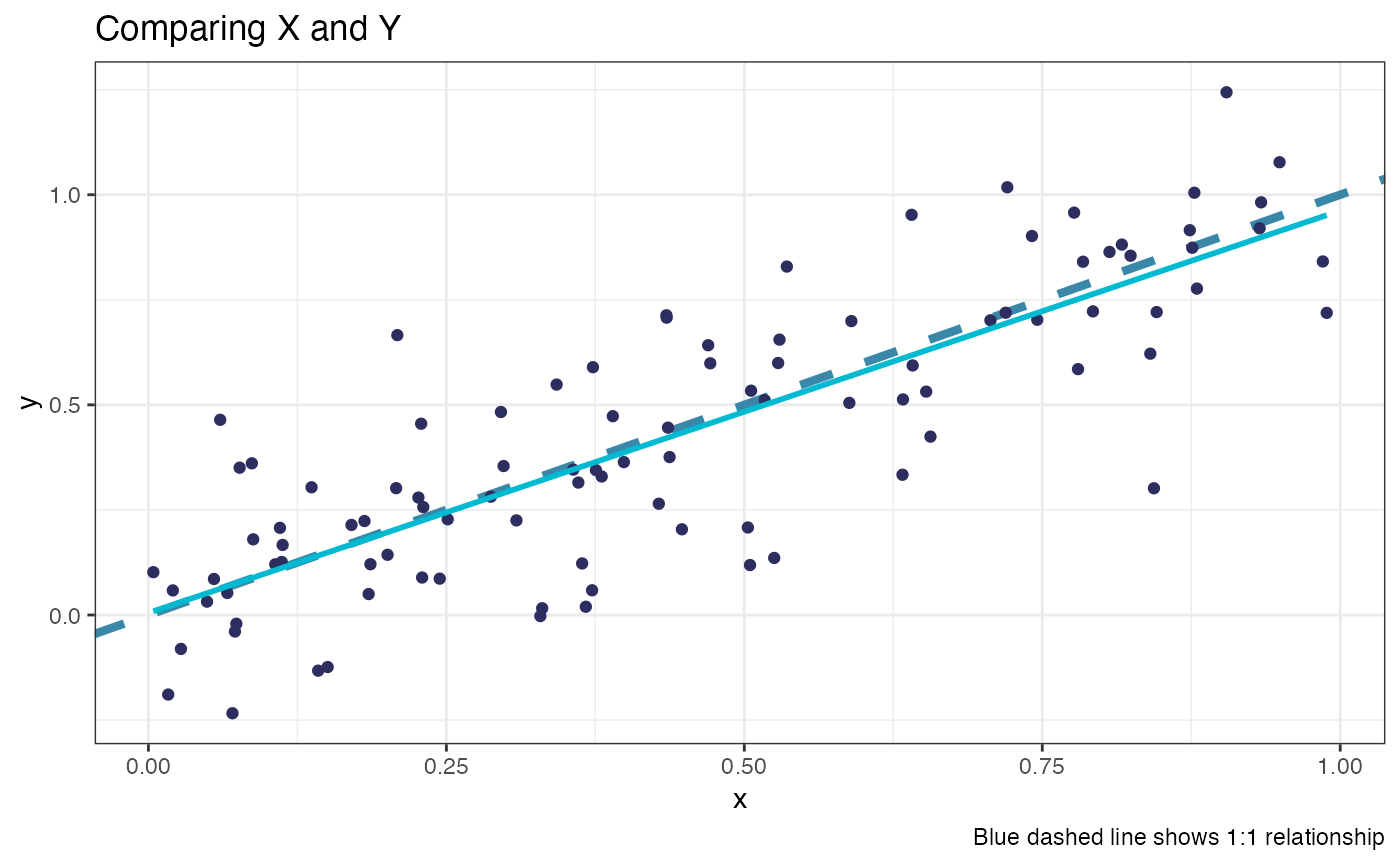 Comparing X and Y
1.0
0.5
0.0
y
0.00 0.25 0.50 0.75 1.00
x
Blue dashed line shows 1:1 relationship